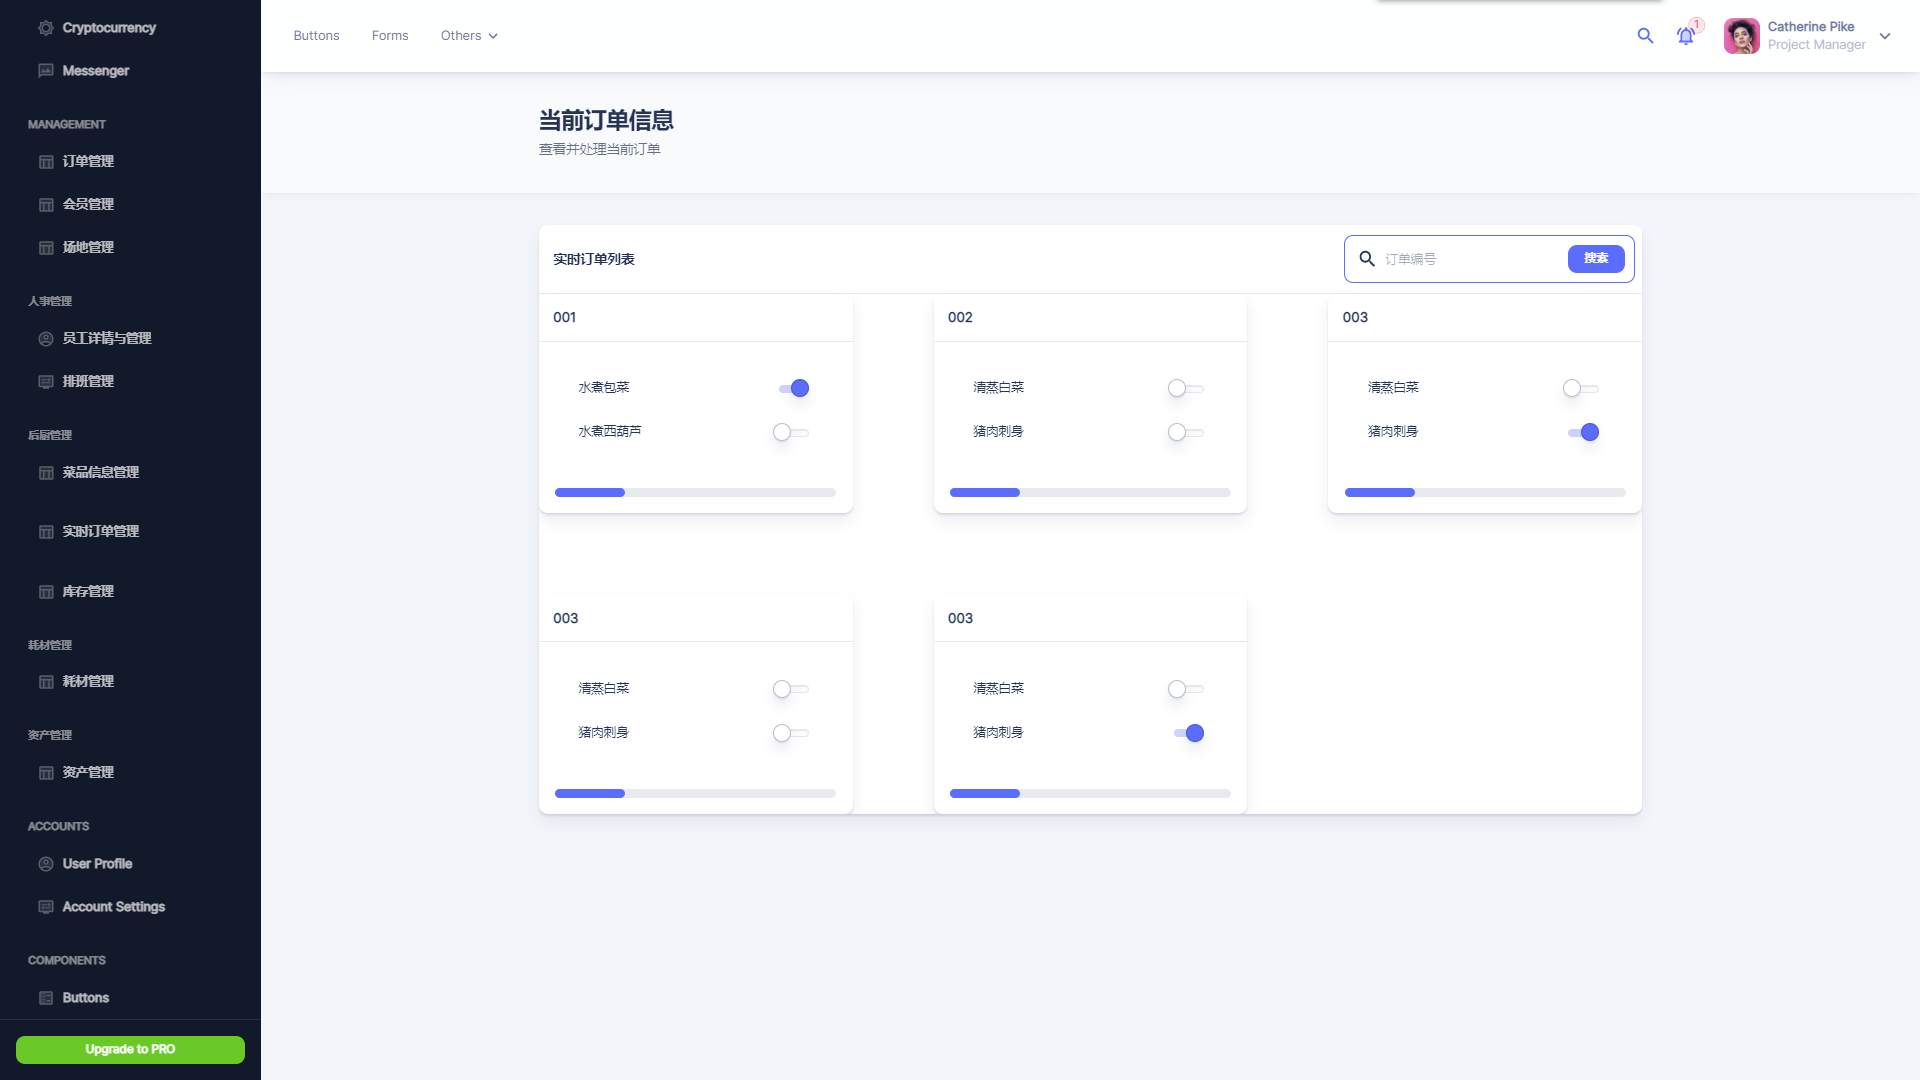 Cryptocurrency
Messenger
MANAGEMENT
订单管理
会员管理
场地管理
人事管理
员工详情与管理
排班管理
后厨管理
菜品信息管理
实时订单管理
库存管理
耗材管理
耗材管理
资产管理
资产管理
ACCOUNTS
User Profile
Account Settings
COMPONENTS
Buttons
Upgrade to PRO
Buttons Forms Others
1
Catherine Pike
Project Manager
当前订单信息
查看并处理当前订单
实时订单列表
订单编号
搜索
001
水煮包菜
水煮西葫芦
002
清蒸白菜
猪肉刺身
003
清蒸白菜
猪肉刺身
003
清蒸白菜
猪肉刺身
003
清蒸白菜
猪肉刺身